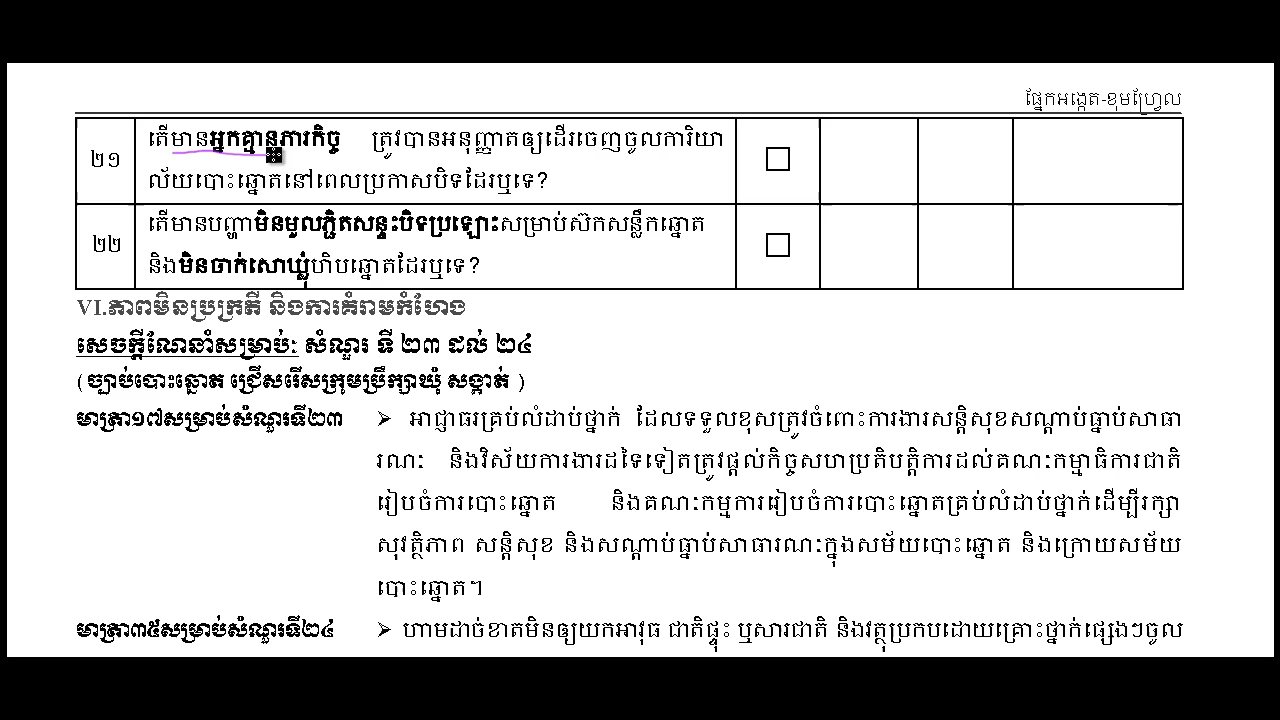 ផ្នែកអង្កេត-ខុមហ្វ្រែល
២១ តើមានអ្នកគ្មានភារកិច្ច ត្រូវបានអនុញ្ញាតឲ្យដើរចេញចូលការិយា
ល័យបោះឆ្នោតនៅពេលប្រកាសបិទដែរឬទេ?
២២ តើមានបញ្ហាមិនមូលភ្ជិតសន្ទះបិទប្រឡោះសម្រាប់ស៊កសន្លឹកឆ្នោត
និងមិនចាក់សោឃ្លុំហិបឆ្នោតដែរឬទេ?
VI.ភាពមិនប្រក្រតី និងការគំរាមកំហែង
សេចក្តីណែនាំសម្រាប់ៈ សំណួរ ទី ២៣ ដល់ ២៤
(ច្បាប់បោះឆ្នោត ជ្រើសរើសក្រុមប្រឹក្សាឃុំ សង្កាត់ )
មាត្រា១៧សម្រាប់សំណួរទី២៣ ➢ អាជ្ញាធរគ្រប់លំដាប់ថ្នាក់ ដែលទទួលខុសត្រូវចំពោះការងារសន្តិសុខសណ្តាប់ធ្នាប់សាធា
រណៈ និងវិស័យការងារដទៃទៀតត្រូវផ្តល់កិច្ចសហប្រតិបត្តិការដល់គណៈកម្មាធិការជាតិ
រៀបចំការបោះឆ្នោត និងគណៈកម្មការរៀបចំការបោះឆ្នោតគ្រប់លំដាប់ថ្នាក់ដើម្បីរក្សា
សុវត្ថិភាព សន្តិសុខ និងសណ្តាប់ធ្នាប់សាធារណៈក្នុងសម័យបោះឆ្នោត និងក្រោយសម័យ
បោះឆ្នោត។
មាត្រា៣៥សម្រាប់សំណួរទី២៤ ➢ ហាមដាច់ខាតមិនឲ្យយកអាវុធ ជាតិផ្ទុះ ឬសារជាតិ និងវត្ថុប្រកបដោយគ្រោះថ្នាក់ផ្សេងៗចូល